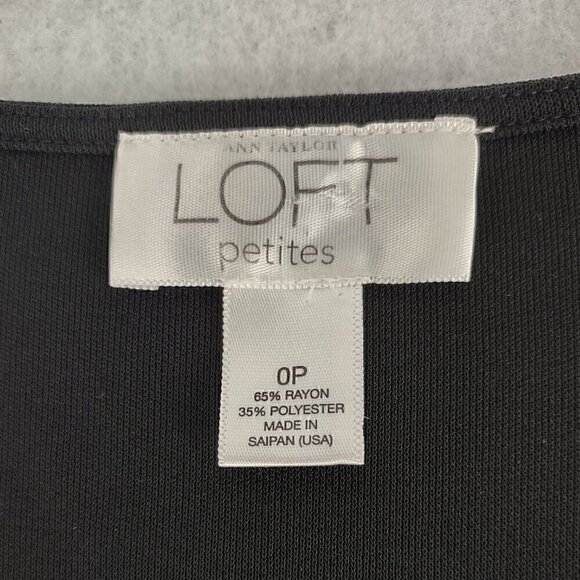 ANN TAYLOR
LOFT
petites
0P
65% RAYON
35% POLYESTER
MADE IN
SAIPAN (USA)